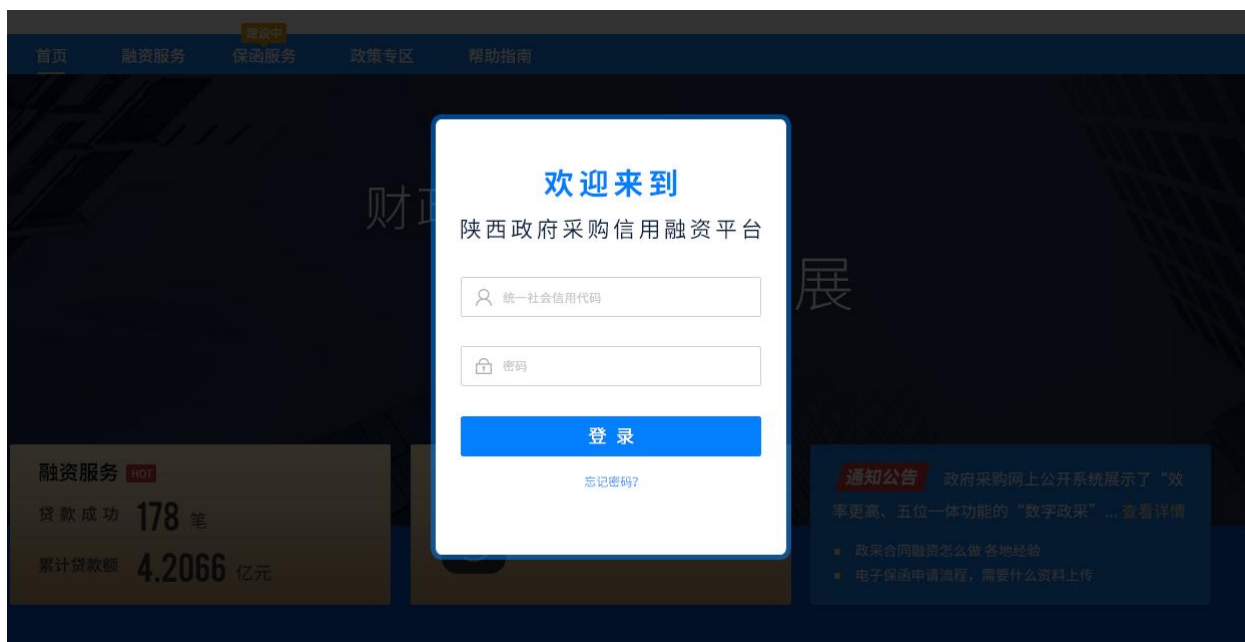 建设中
首页 融资服务 保函服务 政策专区 帮助指南
欢迎来到
陕西政府采购信用融资平台
财政
展
统一社会信用代码
密码
登录
忘记密码?
融资服务 HOT
贷款成功 178 笔
累计贷款额 4.2066 亿元
通知公告 政府采购网上公开系统展示了“效
率更高、五位一体功能的“数字政采”...查看详情
政采合同融资怎么做 各地经验
电子保函申请流程，需要什么资料上传